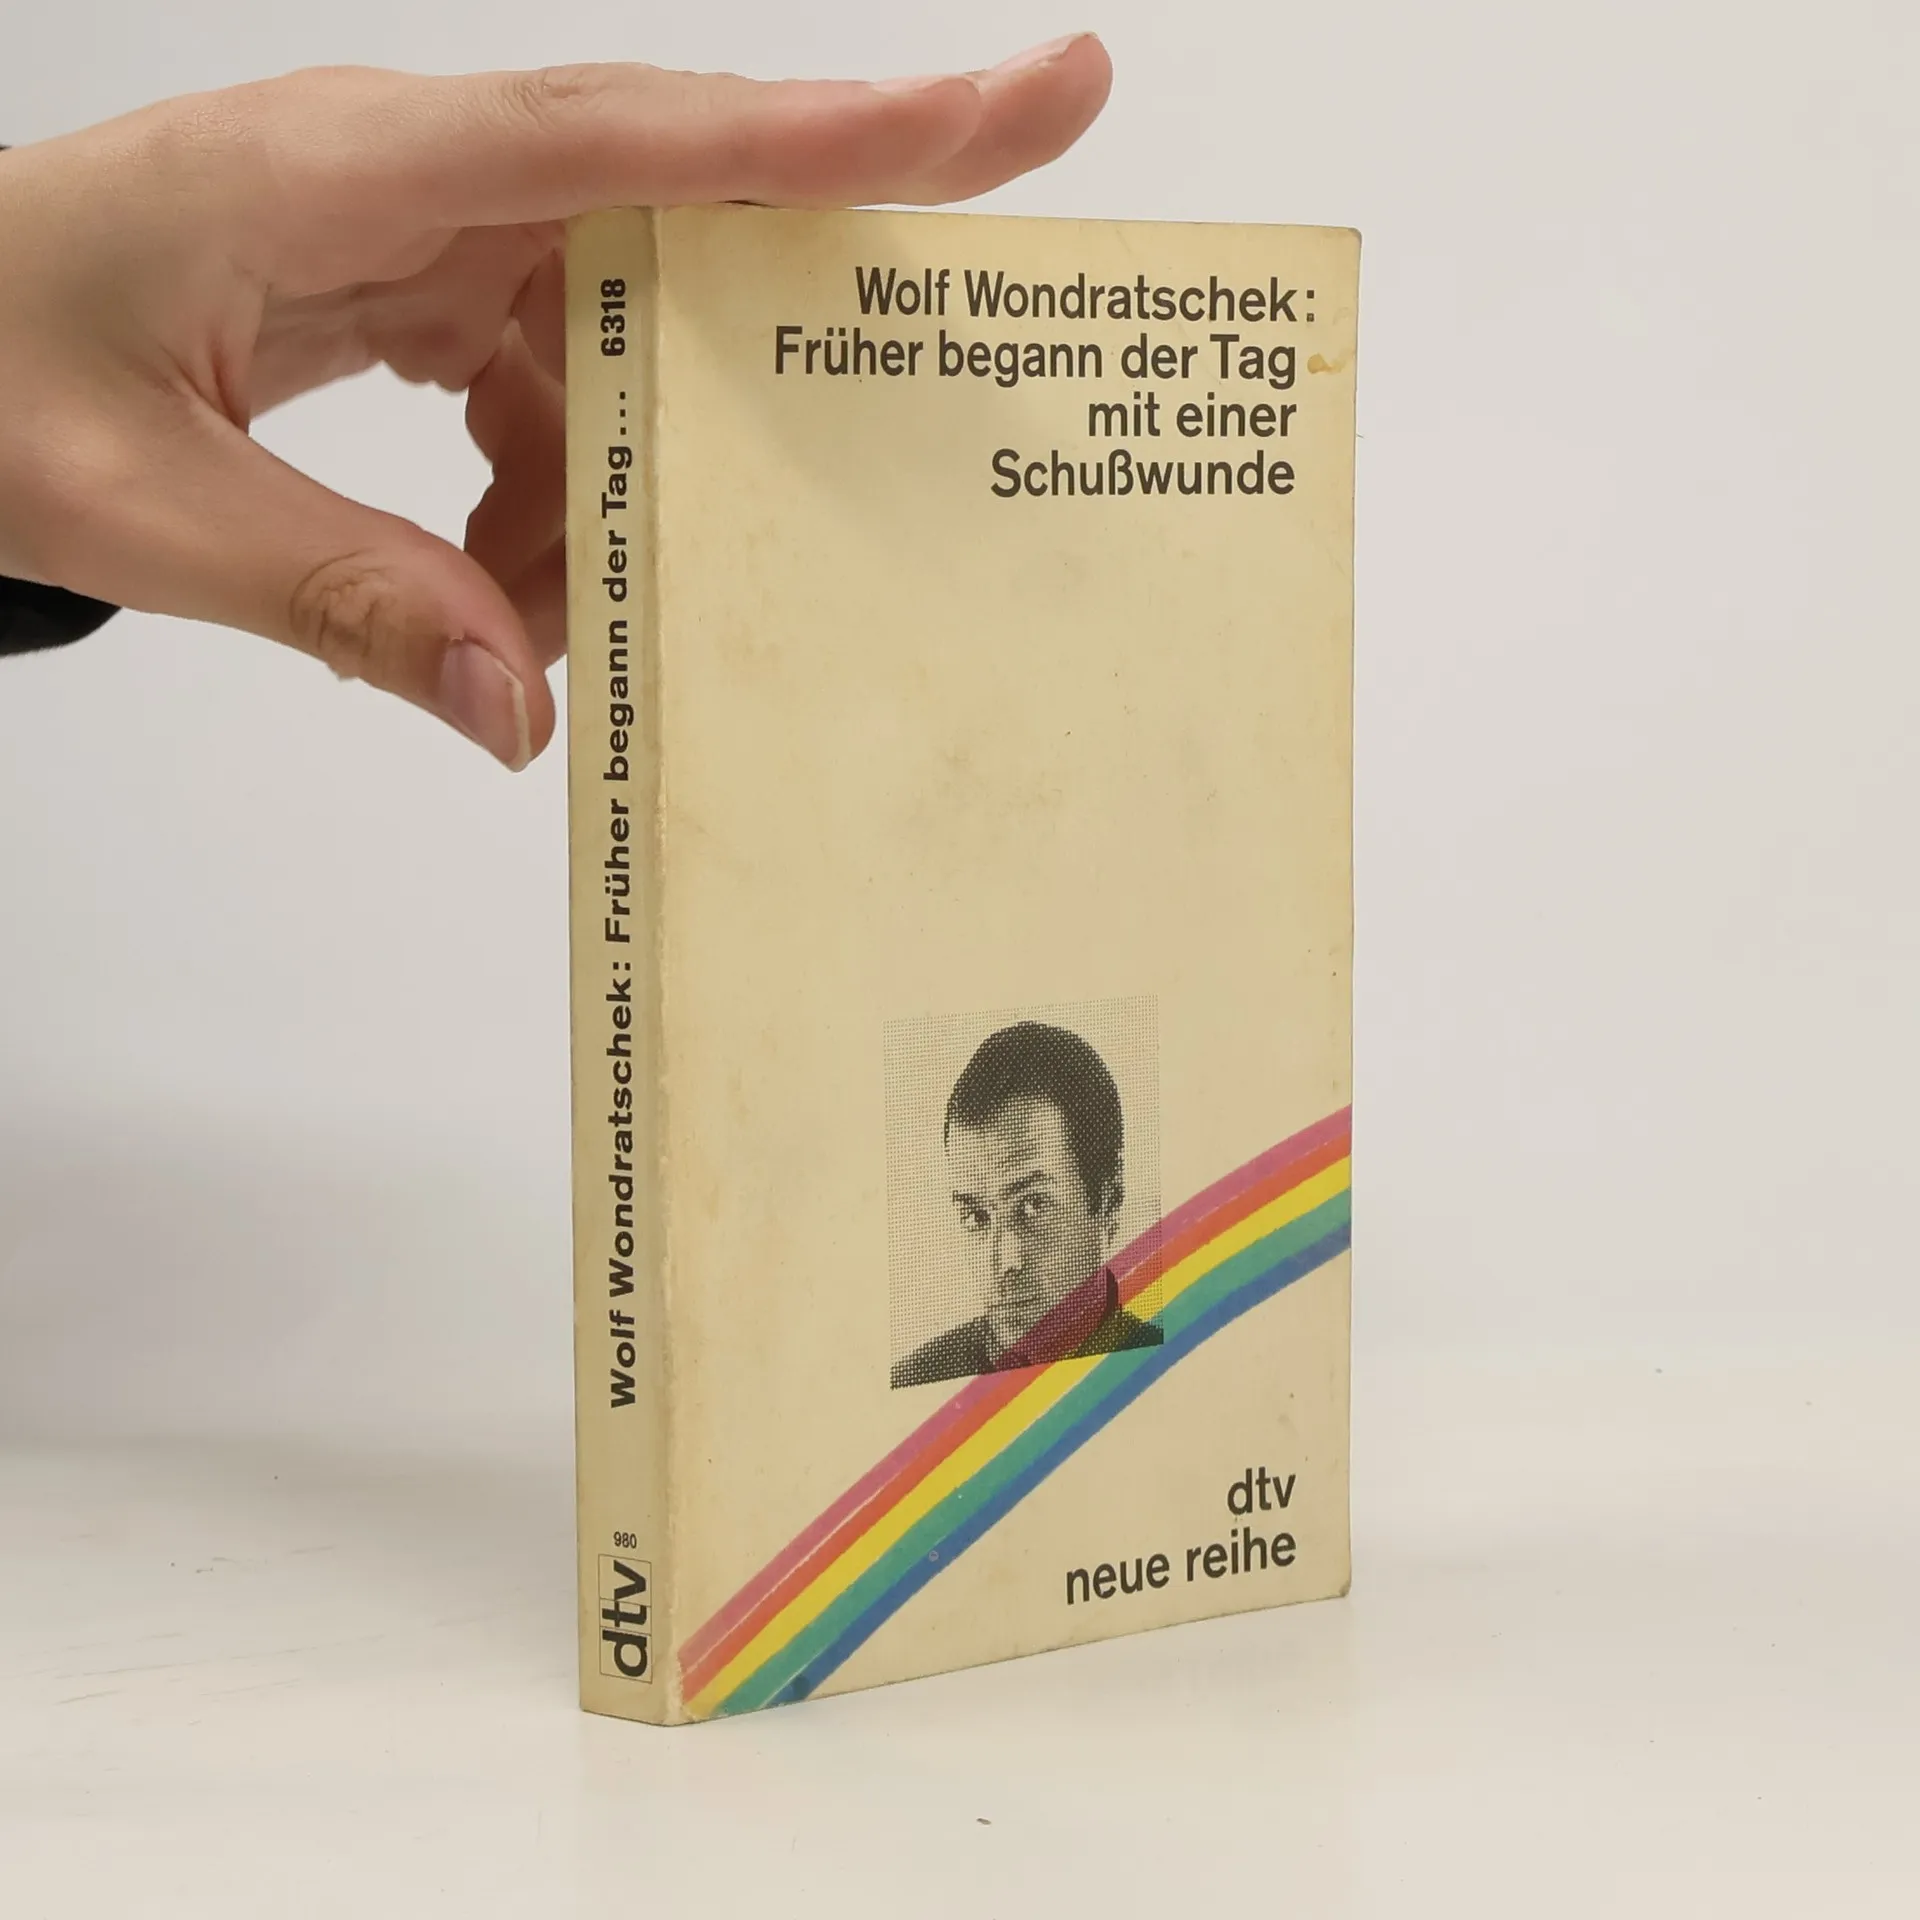 Wolf Wondratschek:
Früher begann der Tag
mit einer
Schußwunde
dtv
neue reihe
Wolf Wondratschek: Früher begann der Tag... 6318
980
dtv